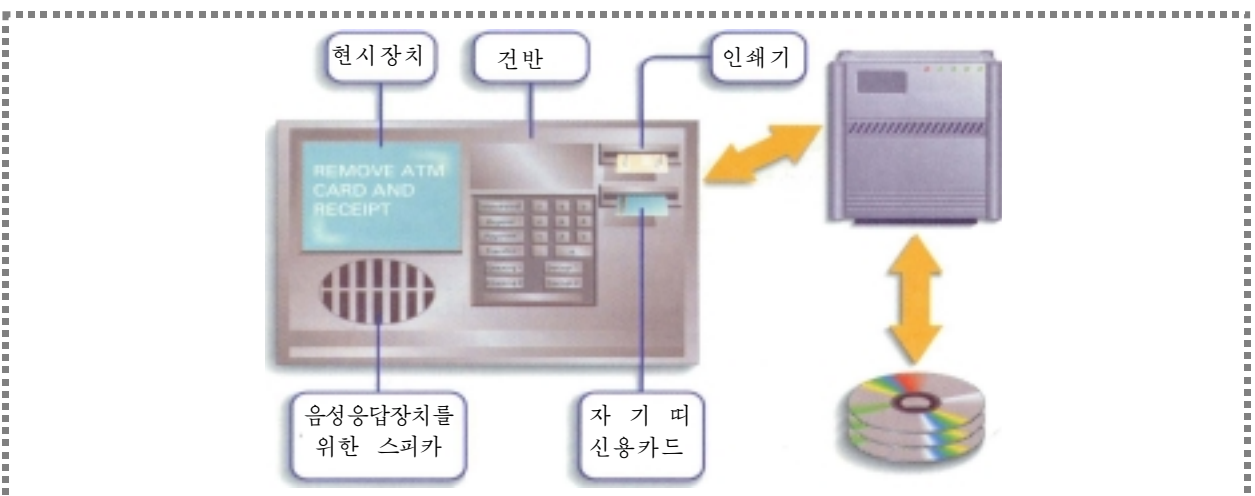 현시장치
건반
인쇄기
REMOVE ATM
CARD AND
RECEIPT
음성응답장치를
위한 스피카
자 기 띠
신용카드